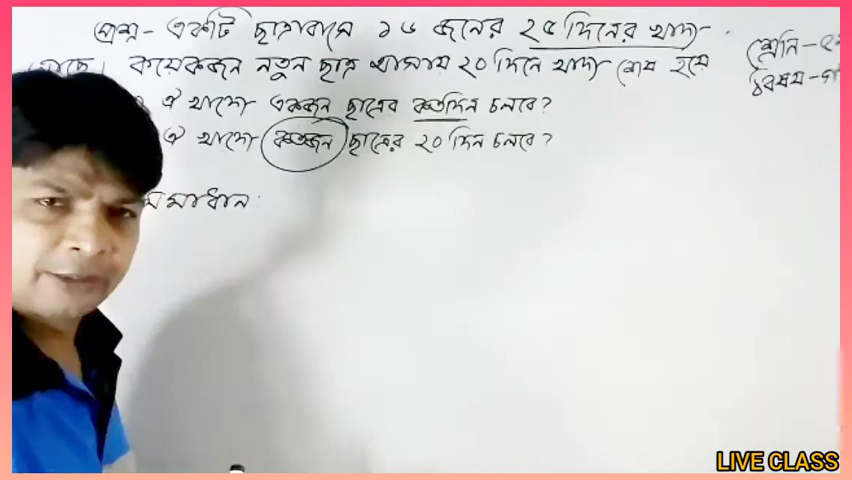 প্রশ্ন- একটি ছাত্রাবাসে ১৬ জনের ২৫ দিনের খাদ্য
আছে। কয়েকজন নতুন ছাত্র আসায় ২০ দিনে খাদ্য শেষ হয়ে
ঐ খাদ্যে একজন ছাত্রের কতদিন চলবে?
ঐ খাদ্যে কতজন ছাত্রের ২০ দিন চলবে?
সমাধান:
শ্রেনি-
বিষয়-
LIVE CLASS